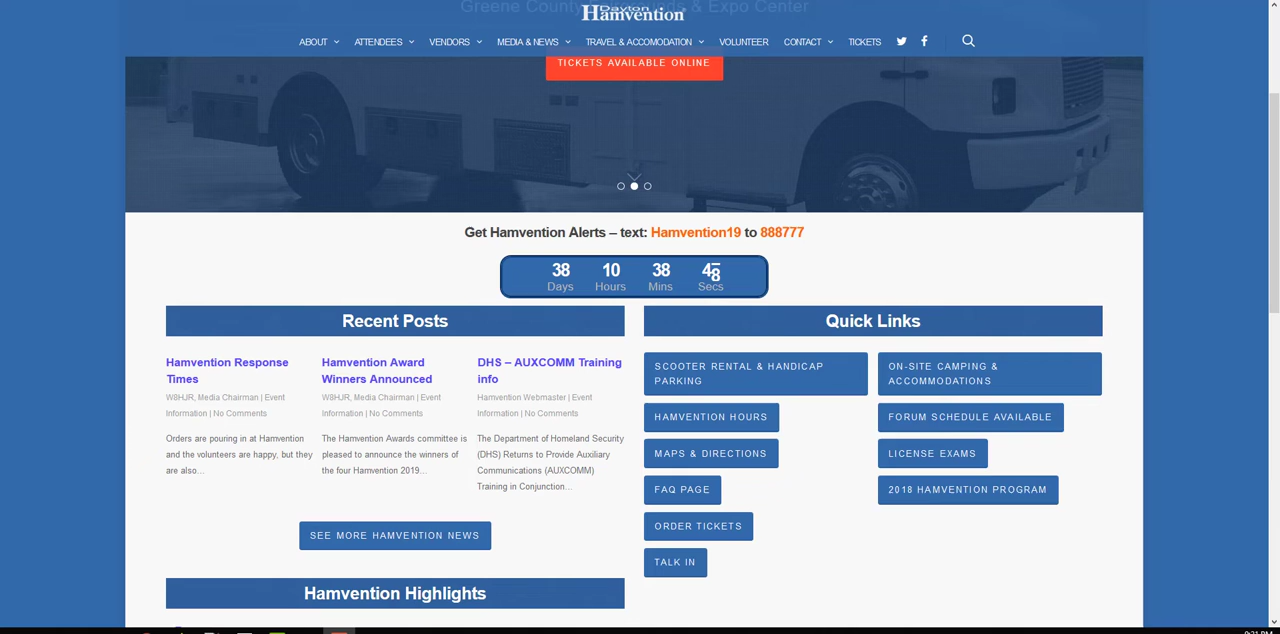 Greene County Fairgrounds & Expo Center
Dayton
Hamvention
ABOUT ATTENDEES VENDORS MEDIA & NEWS TRAVEL & ACCOMODATION VOLUNTEER CONTACT TICKETS
TICKETS AVAILABLE ONLINE
Get Hamvention Alerts – text: Hamvention19 to 888777
38 10 38
Days Hours Mins Secs
Recent Posts
Hamvention Response
Times
W8HJR, Media Chairman | Event
Information | No Comments
Orders are pouring in at Hamvention
and the volunteers are happy, but they
are also...
Hamvention Award
Winners Announced
W8HJR, Media Chairman | Event
Information | No Comments
The Hamvention Awards committee is
pleased to announce the winners of
the four Hamvention 2019...
DHS – AUXCOMM Training
info
Hamvention Webmaster | Event
Information | No Comments
The Department of Homeland Security
(DHS) Returns to Provide Auxiliary
Communications (AUXCOMM)
Training in Conjunction...
SEE MORE HAMVENTION NEWS
Hamvention Highlights
Quick Links
SCOOTER RENTAL & HANDICAP
PARKING
HAMVENTION HOURS
MAPS & DIRECTIONS
FAQ PAGE
ORDER TICKETS
TALK IN
ON-SITE CAMPING &
ACCOMMODATIONS
FORUM SCHEDULE AVAILABLE
LICENSE EXAMS
2018 HAMVENTION PROGRAM